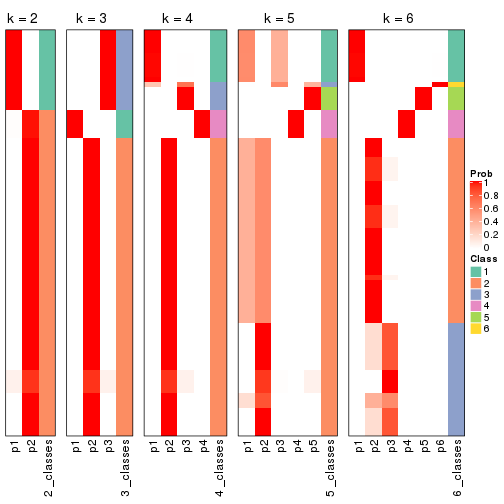 k = 2
k = 3
k = 4
k = 5
k = 6
Prob
1
0.8
0.6
0.4
0.2
0
Class
1
2
3
4
5
6
p1
p2
2_classes
p1
p2
p3
3_classes
p1
p2
p3
p4
4_classes
p1
p2
p3
p4
p5
5_classes
p1
p2
p3
p4
p5
p6
6_classes